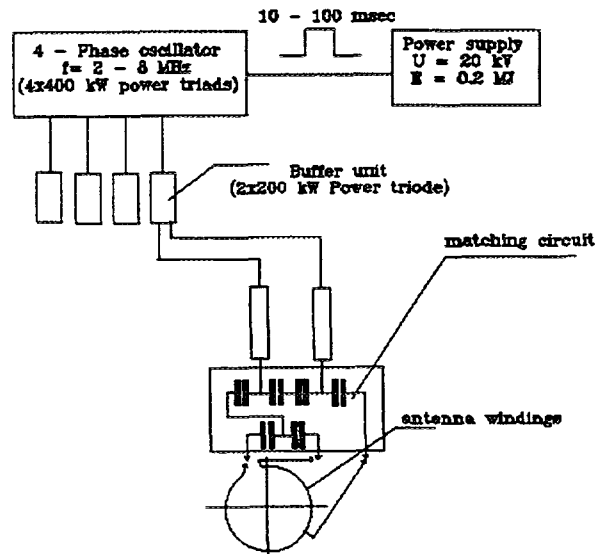 10 - 100 msec
4 - Phase oscillator
f= 2 - 8 MHz
(4x400 kW power triads)
Power supply
U = 20 kV
E = 0.2 MJ
Buffer unit
(2x200 kW Power triode)
matching circuit
antenna windings